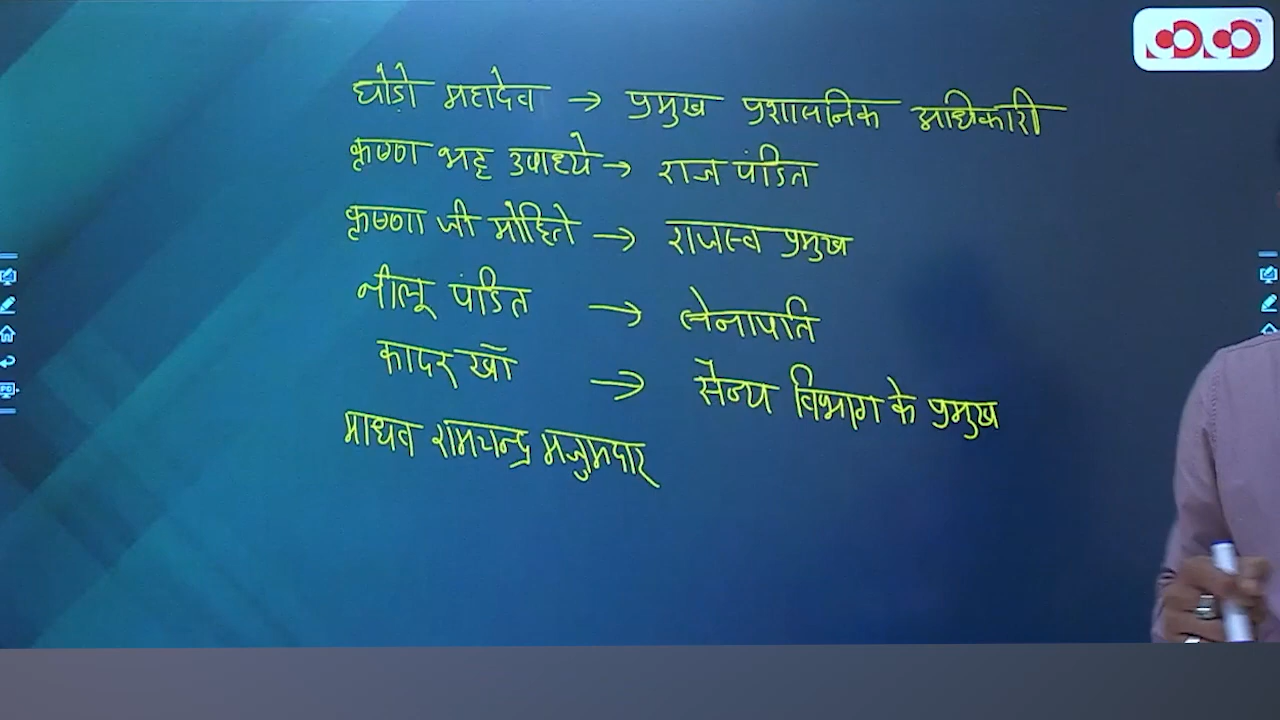 घोड़ो महादेव → प्रमुख प्रशासनिक अधिकारी
कृष्ण भट्ट उपाध्ये → राज पंडित
कृष्णा जी मोहिते → राजस्व प्रमुख
नीलू पंडित → सेनापति
कादर खाँ → सैन्य विभाग के प्रमुख
माधव रामचन्द्र मजुमदार